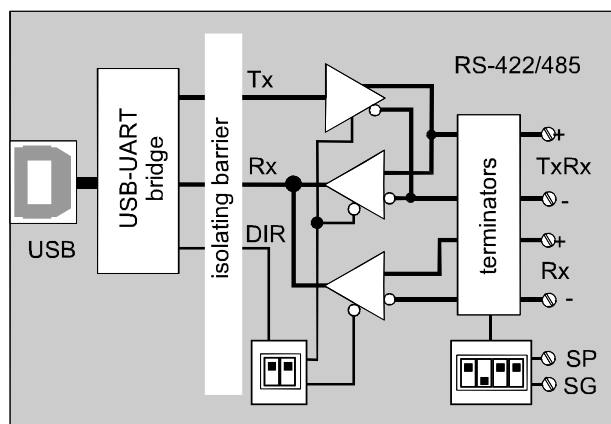 RS-422/485
Tx
+
TxRx
-
USB-UART
bridge
isolating barrier
Rx
terminators
USB
DIR
+
Rx
-
SP
SG